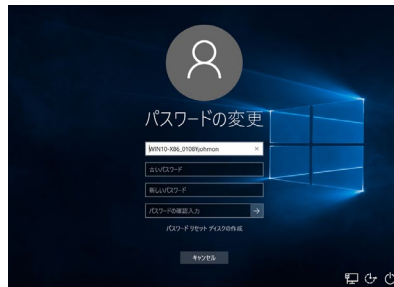 パスワードの変更
WIN10-X86_0108¥johmon
古いパスワード
新しいパスワード
パスワードの確認入力
パスワード リセット ディスクの作成
キャンセル